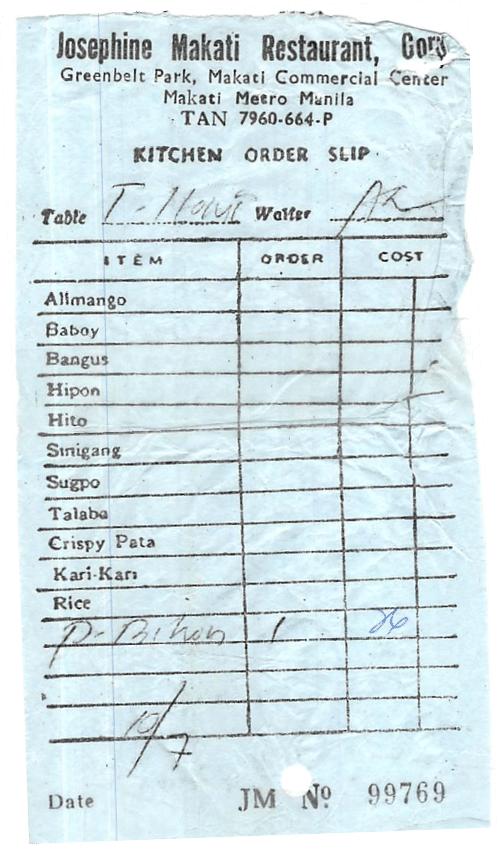 Josephine Makati Restaurant, Corp
Greenbelt Park, Makati Commercial Center
Makati Metro Manila
TAN 7960-664-P
KITCHEN ORDER SLIP
Table Waiter
ITEM ORDER COST
Alimango
Baboy
Bangus
Hipon
Hito
Sinigang
Sugpo
Talaba
Crispy Pata
Kari-Kari
Rice
P-Bihon 1 26
10/7
Date JM Nº 99769